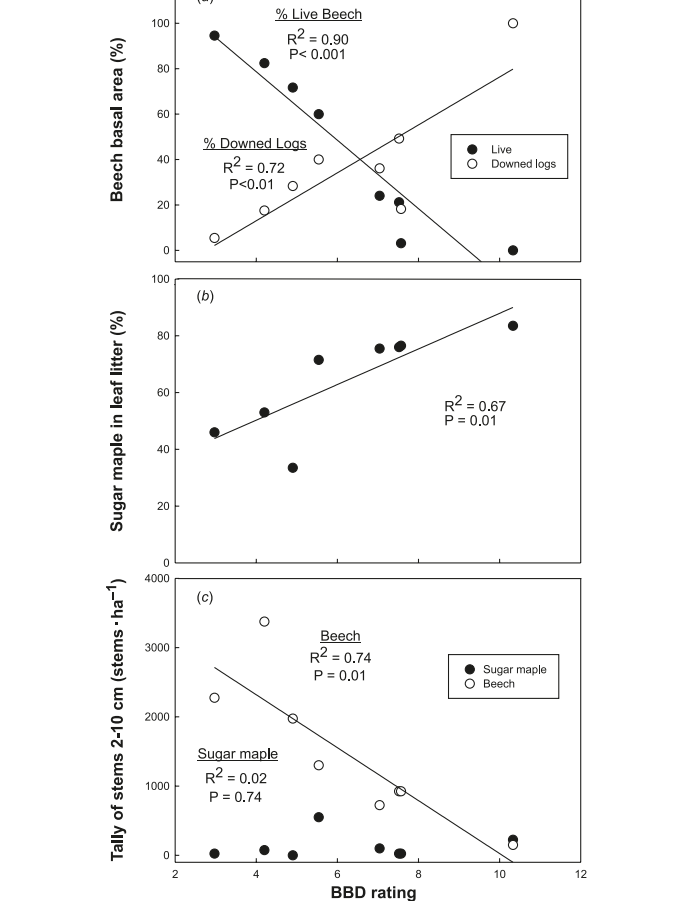 (a)
% Live Beech
R2 = 0.90
P< 0.001
% Downed Logs
R2 = 0.72
P<0.01
Live
Downed logs
Beech basal area (%)
100
80
60
40
20
0
(b)
R2 = 0.67
P = 0.01
Sugar maple in leaf litter (%)
100
80
60
40
20
0
(c)
Beech
R2 = 0.74
P = 0.01
Sugar maple
R2 = 0.02
P = 0.74
Sugar maple
Beech
Tally of stems 2-10 cm (stems·ha−1)
4000
3000
2000
1000
0
2 4 6 8 10 12
BBD rating